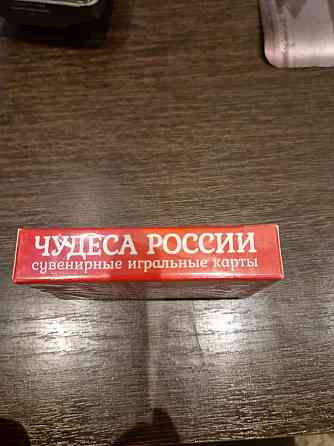 ЧУДЕСА РОССИИ
сувенирные игральные карты